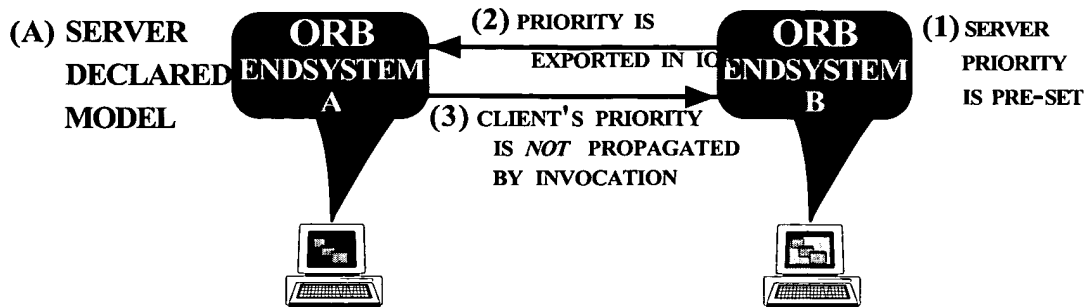 (A) SERVER
DECLARED
MODEL
ORB
ENDSYSTEM
A
(2) PRIORITY IS
EXPORTED IN
(3) CLIENT'S PRIORITY
IS NOT PROPAGATED
BY INVOCATION
ORB
ENDSYSTEM
B
(1) SERVER
PRIORITY
IS PRE-SET